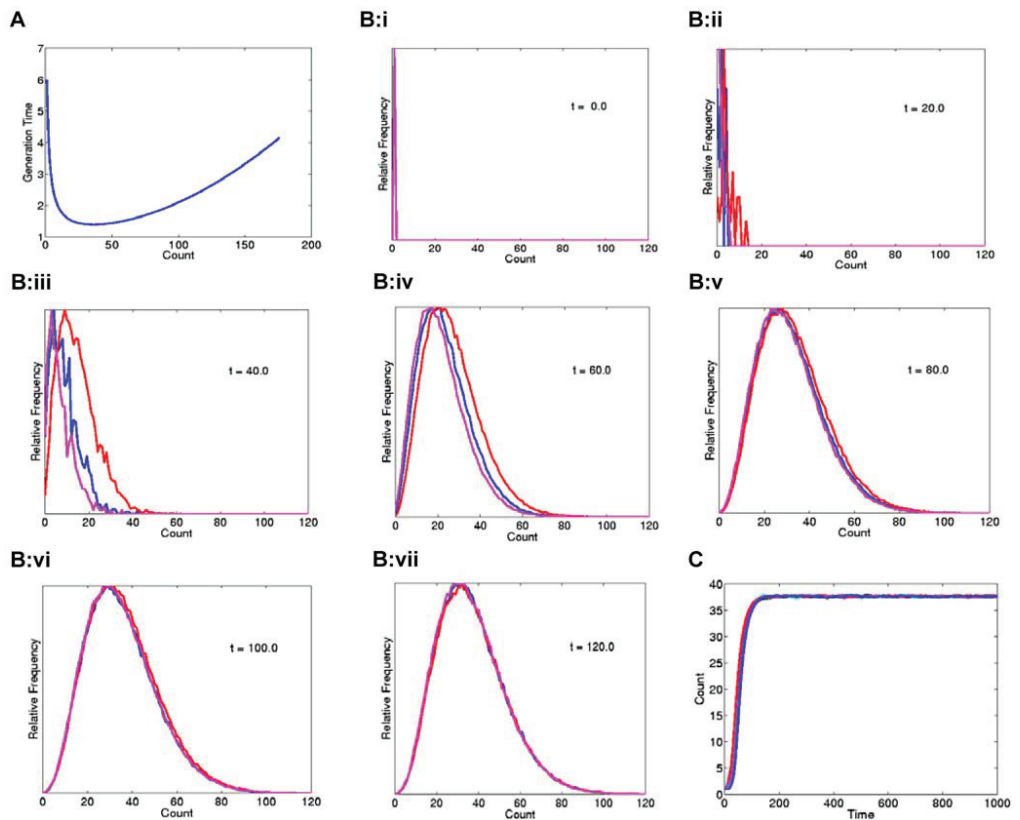 A
7
6
5
4
3
2
1
Generation Time
0 50 100 150 200
Count
B:i
Relative Frequency
t = 0.0
0 20 40 60 80 100 120
Count
B:ii
Relative Frequency
t = 20.0
0 20 40 60 80 100 120
Count
B:iii
Relative Frequency
t = 40.0
0 20 40 60 80 100 120
Count
B:iv
Relative Frequency
t = 60.0
0 20 40 60 80 100 120
Count
B:v
Relative Frequency
t = 80.0
0 20 40 60 80 100 120
Count
B:vi
Relative Frequency
t = 100.0
0 20 40 60 80 100 120
Count
B:vii
Relative Frequency
t = 120.0
0 20 40 60 80 100 120
Count
C
40
35
30
25
20
15
10
5
0
Count
0 200 400 600 800 1000
Time